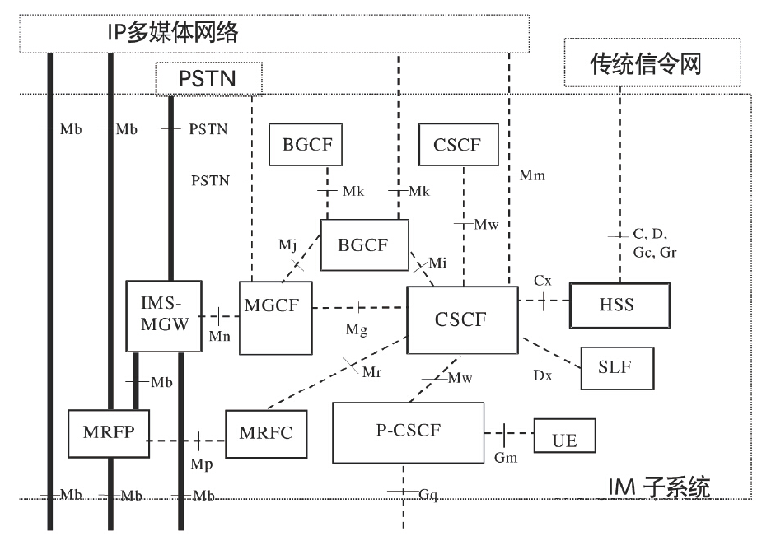 IP多媒体网络
传统信令网
PSTN
Mb
Mb
PSTN
PSTN
BGCF
CSCF
Mm
Mk
Mk
Mw
C, D,
Gc, Gr
Mj
BGCF
Mi
Cx
IMS-
MGW
MGCF
CSCF
HSS
Mn
Mg
Mr
Mw
Dx
SLF
Mb
MRFP
MRFC
P-CSCF
UE
Mp
Gm
IM 子系统
Mb
Mb
Mb
Gq